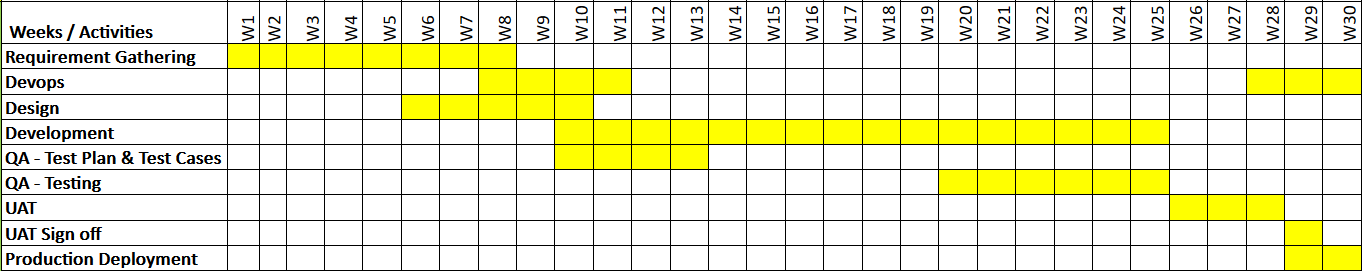 Weeks / Activities W1 W2 W3 W4 W5 W6 W7 W8 W9 W10 W11 W12 W13 W14 W15 W16 W17 W18 W19 W20 W21 W22 W23 W24 W25 W26 W27 W28 W29 W30
Requirement Gathering
Devops
Design
Development
QA - Test Plan & Test Cases
QA - Testing
UAT
UAT Sign off
Production Deployment